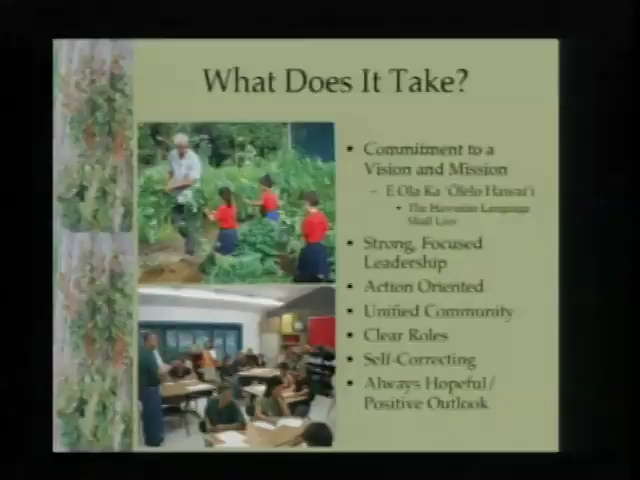 What Does It Take?
• Commitment to a
Vision and Mission
– E Ola Ka ʻŌlelo Hawaiʻi
• The Hawaiian Language
Shall Live
• Strong, Focused
Leadership
• Action Oriented
• Unified Community
• Clear Roles
• Self-Correcting
• Always Hopeful/
Positive Outlook